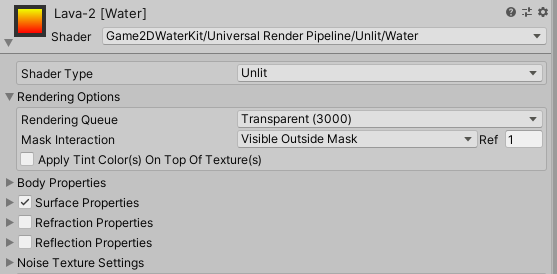 Lava-2 [Water]
Shader Game2DWaterKit/Universal Render Pipeline/Unlit/Water
Shader Type Unlit
Rendering Options
Rendering Queue Transparent (3000)
Mask Interaction Visible Outside Mask Ref 1
Apply Tint Color(s) On Top Of Texture(s)
Body Properties
Surface Properties
Refraction Properties
Reflection Properties
Noise Texture Settings